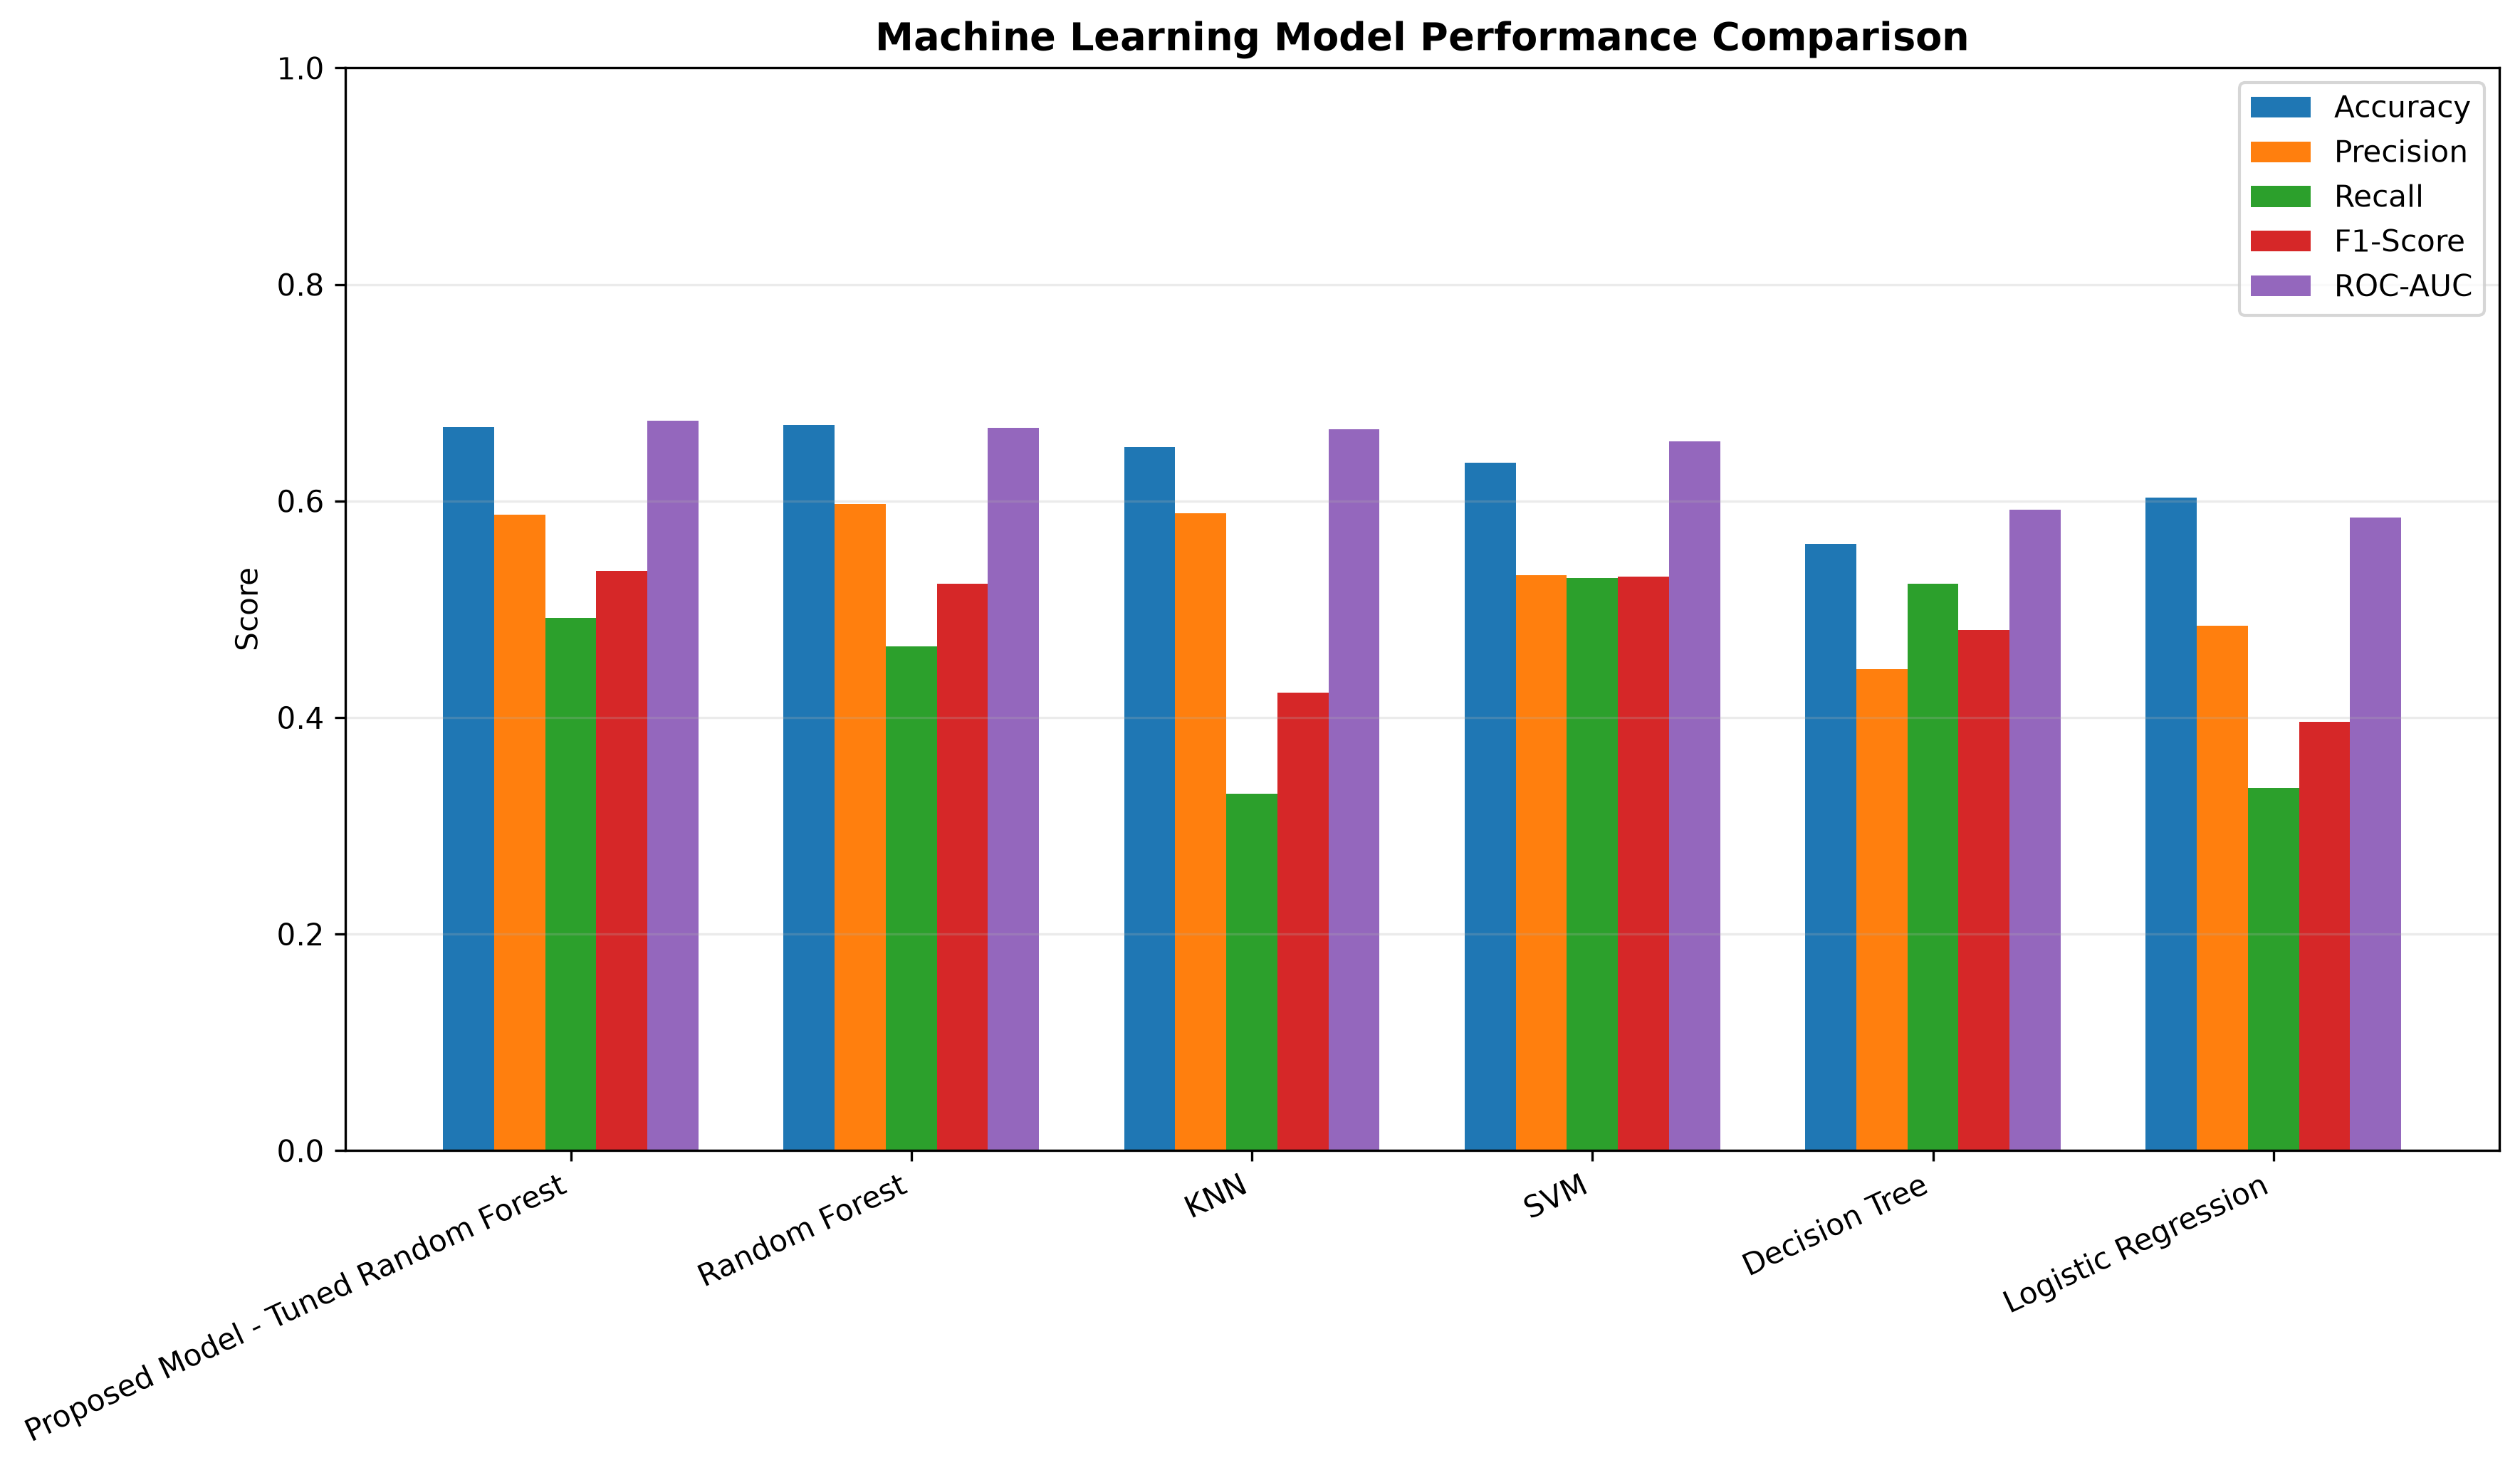 Machine Learning Model Performance Comparison
1.0
0.8
0.6
0.4
0.2
0.0
Score
Accuracy
Precision
Recall
F1-Score
ROC-AUC
Proposed Model - Tuned Random Forest
Random Forest
KNN
SVM
Decision Tree
Logistic Regression